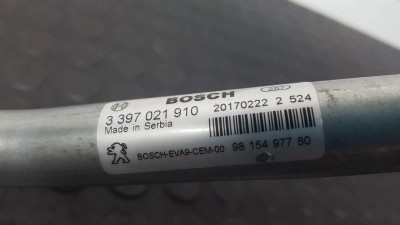 BOSCH
3 397 021 910 20170222 2 524
Made in Serbia
BOSCH-EVA9-CEM-00 98 154 977 80